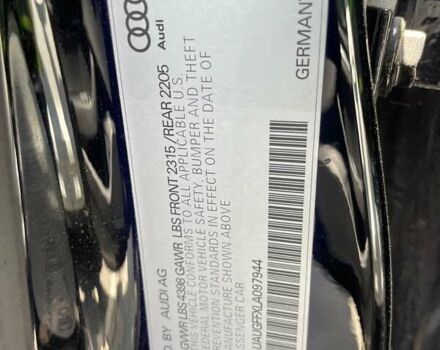 Audi
GERMANY
D. BY AUDI AG
GVWR LBS 4398 GAWR LBS FRONT 2315/REAR 2205
VEHICLE CONFORMS TO ALL APPLICABLE U.S.
FEDERAL MOTOR VEHICLE SAFETY, BUMPER AND THEFT
VENTION STANDARDS IN EFFECT ON THE DATE OF
MANUFACTURE SHOWN ABOVE
PASSENGER CAR
UAUGFFXLA097944